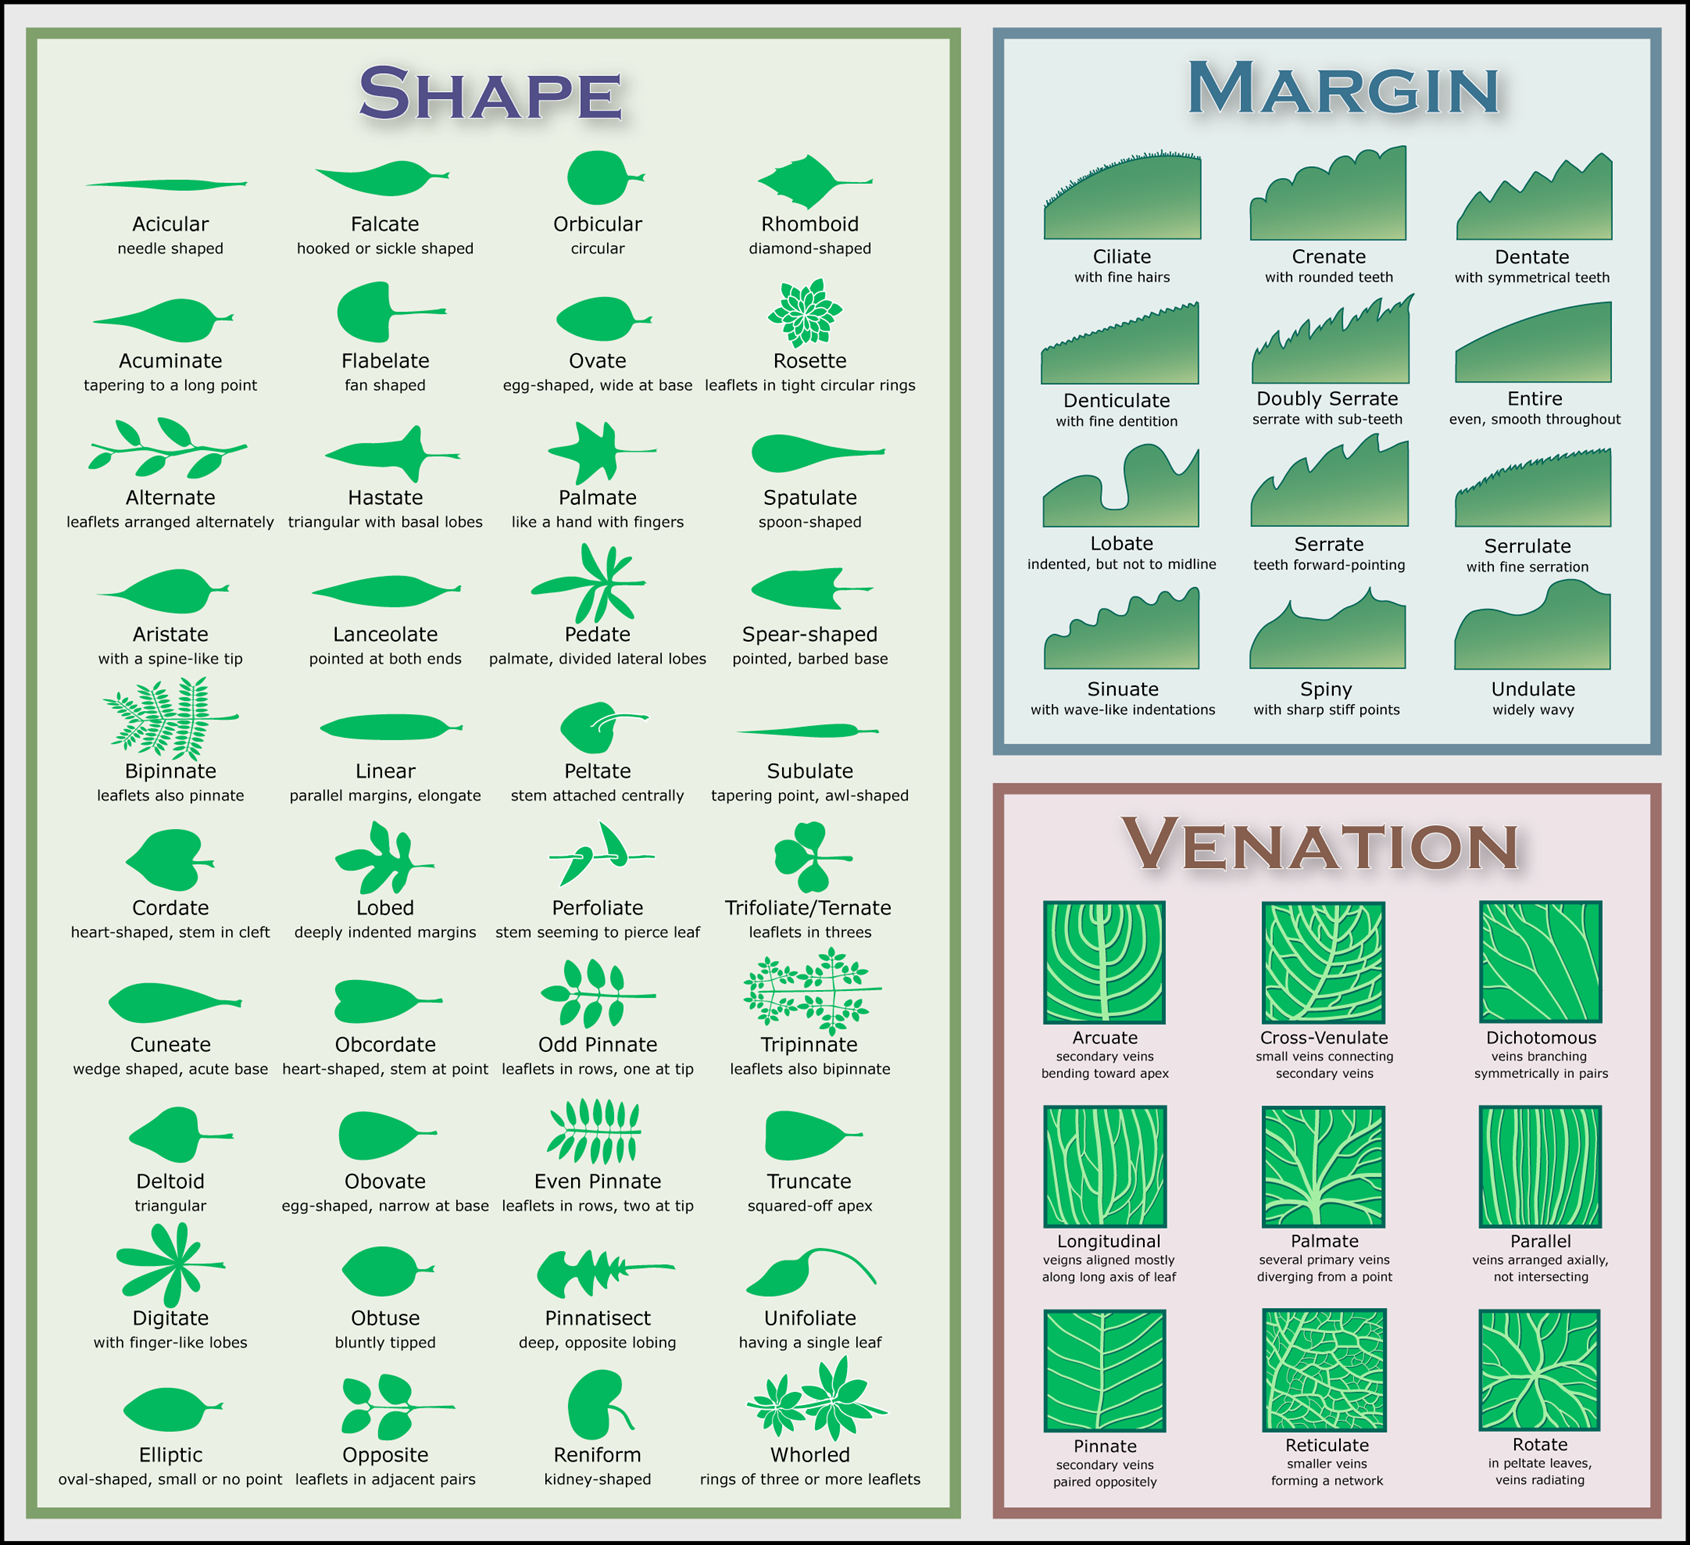 SHAPE
Acicular
needle shaped
Falcate
hooked or sickle shaped
Orbicular
circular
Rhomboid
diamond-shaped
Acuminate
tapering to a long point
Flabelate
fan shaped
Ovate
egg-shaped, wide at base
Rosette
leaflets in tight circular rings
Alternate
leaflets arranged alternately
Hastate
triangular with basal lobes
Palmate
like a hand with fingers
Spatulate
spoon-shaped
Aristate
with a spine-like tip
Lanceolate
pointed at both ends
Pedate
palmate, divided lateral lobes
Spear-shaped
pointed, barbed base
Bipinnate
leaflets also pinnate
Linear
parallel margins, elongate
Peltate
stem attached centrally
Subulate
tapering point, awl-shaped
Cordate
heart-shaped, stem in cleft
Lobed
deeply indented margins
Perfoliate
stem seeming to pierce leaf
Trifoliate/Ternate
leaflets in threes
Cuneate
wedge shaped, acute base
Obcordate
heart-shaped, stem at point
Odd Pinnate
leaflets in rows, one at tip
Tripinnate
leaflets also bipinnate
Deltoid
triangular
Obovate
egg-shaped, narrow at base
Even Pinnate
leaflets in rows, two at tip
Truncate
squared-off apex
Digitate
with finger-like lobes
Obtuse
bluntly tipped
Pinnatisect
deep, opposite lobing
Unifoliate
having a single leaf
Elliptic
oval-shaped, small or no point
Opposite
leaflets in adjacent pairs
Reniform
kidney-shaped
Whorled
rings of three or more leaflets
MARGIN
Ciliate
with fine hairs
Crenate
with rounded teeth
Dentate
with symmetrical teeth
Denticulate
with fine dentition
Doubly Serrate
serrate with sub-teeth
Entire
even, smooth throughout
Lobate
indented, but not to midline
Serrate
teeth forward-pointing
Serrulate
with fine serration
Sinuate
with wave-like indentations
Spiny
with sharp stiff points
Undulate
widely wavy
VENATION
Arcuate
secondary veins
bending toward apex
Cross-Venulate
small veins connecting
secondary veins
Dichotomous
veins branching
symmetrically in pairs
Longitudinal
veigns aligned mostly
along long axis of leaf
Palmate
several primary veins
diverging from a point
Parallel
veins arranged axially,
not intersecting
Pinnate
secondary veins
paired oppositely
Reticulate
smaller veins
forming a network
Rotate
in peltate leaves,
veins radiating